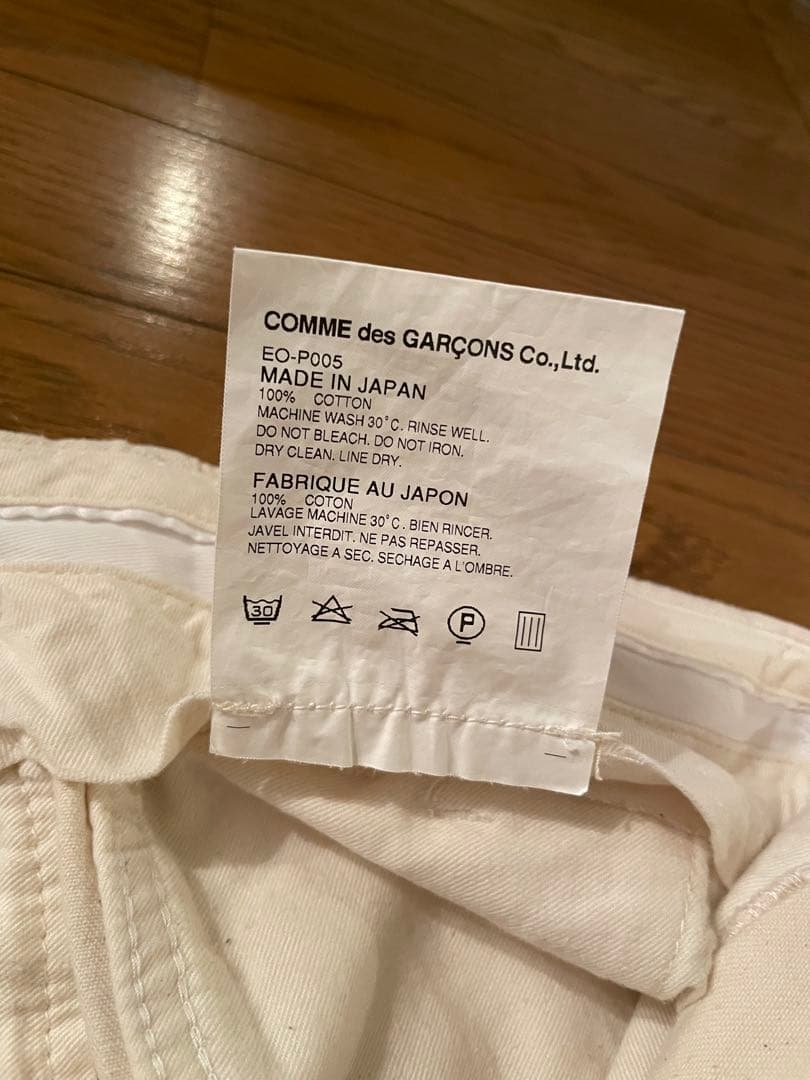 COMME des GARÇONS Co.,Ltd.
EO-P005
MADE IN JAPAN
100% COTTON
MACHINE WASH 30°C. RINSE WELL.
DO NOT BLEACH. DO NOT IRON.
DRY CLEAN. LINE DRY.
FABRIQUE AU JAPON
100% COTON
LAVAGE MACHINE 30°C. BIEN RINCER.
JAVEL INTERDIT. NE PAS REPASSER.
NETTOYAGE A SEC. SECHAGE A L'OMBRE.
30 P